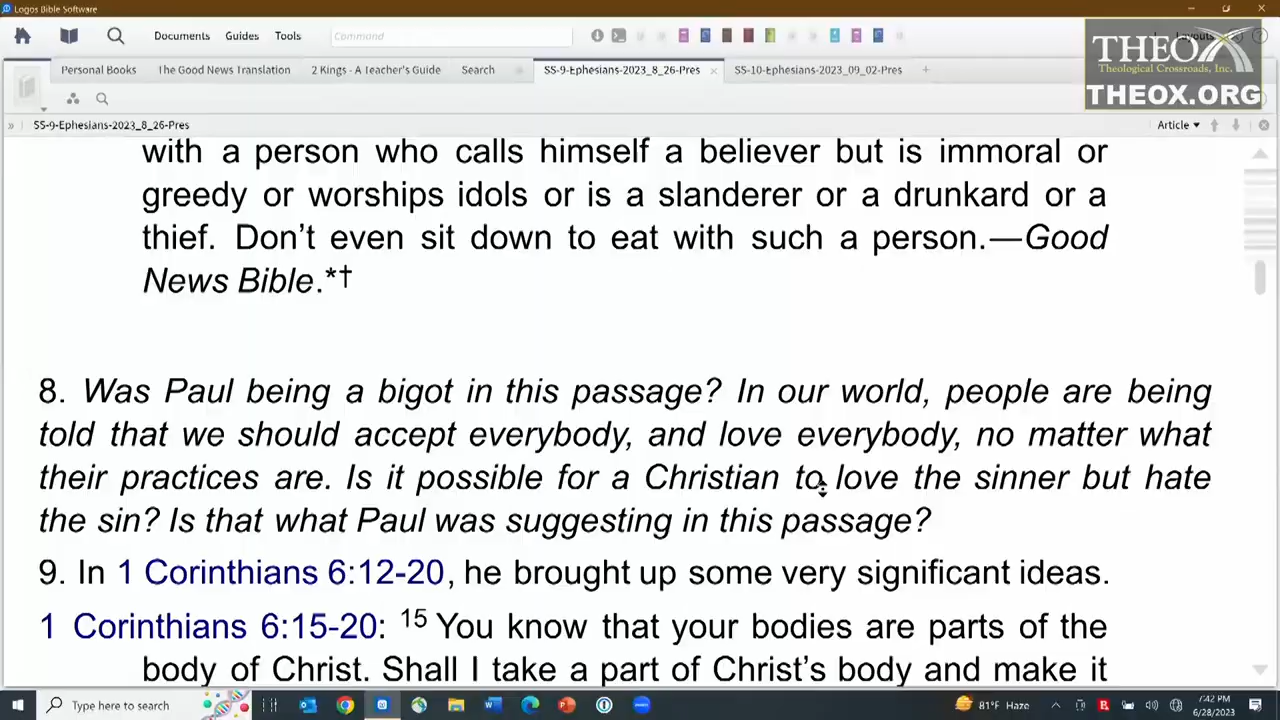 Logos Bible Software
Documents Guides Tools Command
THEOX
Theological Crossroads, Inc.
THEOX.ORG
Personal Books The Good News Translation 2 Kings - A Teacher's Guide SS-9-Ephesians-2023_8_26-Pres SS-10-Ephesians-2023_09_02-Pres
SS-9-Ephesians-2023_8_26-Pres Article
with a person who calls himself a believer but is immoral or
greedy or worships idols or is a slanderer or a drunkard or a
thief. Don’t even sit down to eat with such a person.—Good
News Bible.*†
8. Was Paul being a bigot in this passage? In our world, people are being
told that we should accept everybody, and love everybody, no matter what
their practices are. Is it possible for a Christian to love the sinner but hate
the sin? Is that what Paul was suggesting in this passage?
9. In 1 Corinthians 6:12-20, he brought up some very significant ideas.
1 Corinthians 6:15-20: 15 You know that your bodies are parts of the
body of Christ. Shall I take a part of Christ’s body and make it
Type here to search
81°F Haze
7:42 PM
6/28/2023